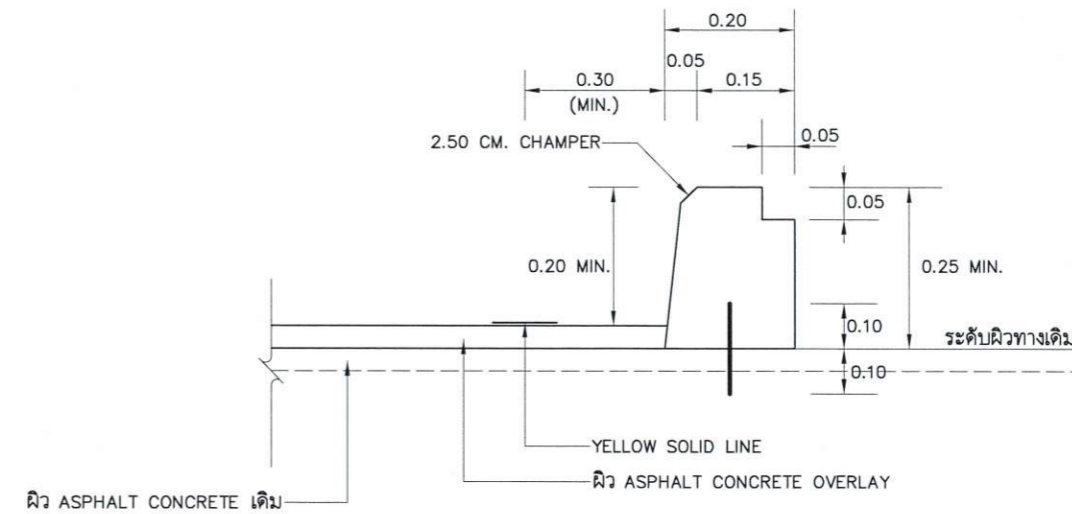 0.20
0.05
0.30
0.15
(MIN.)
2.50 CM. CHAMPER
0.05
0.05
0.20 MIN.
0.25 MIN.
0.10
ระดับผิวทางเดิม
0.10
YELLOW SOLID LINE
ผิว ASPHALT CONCRETE OVERLAY
ผิว ASPHALT CONCRETE เดิม